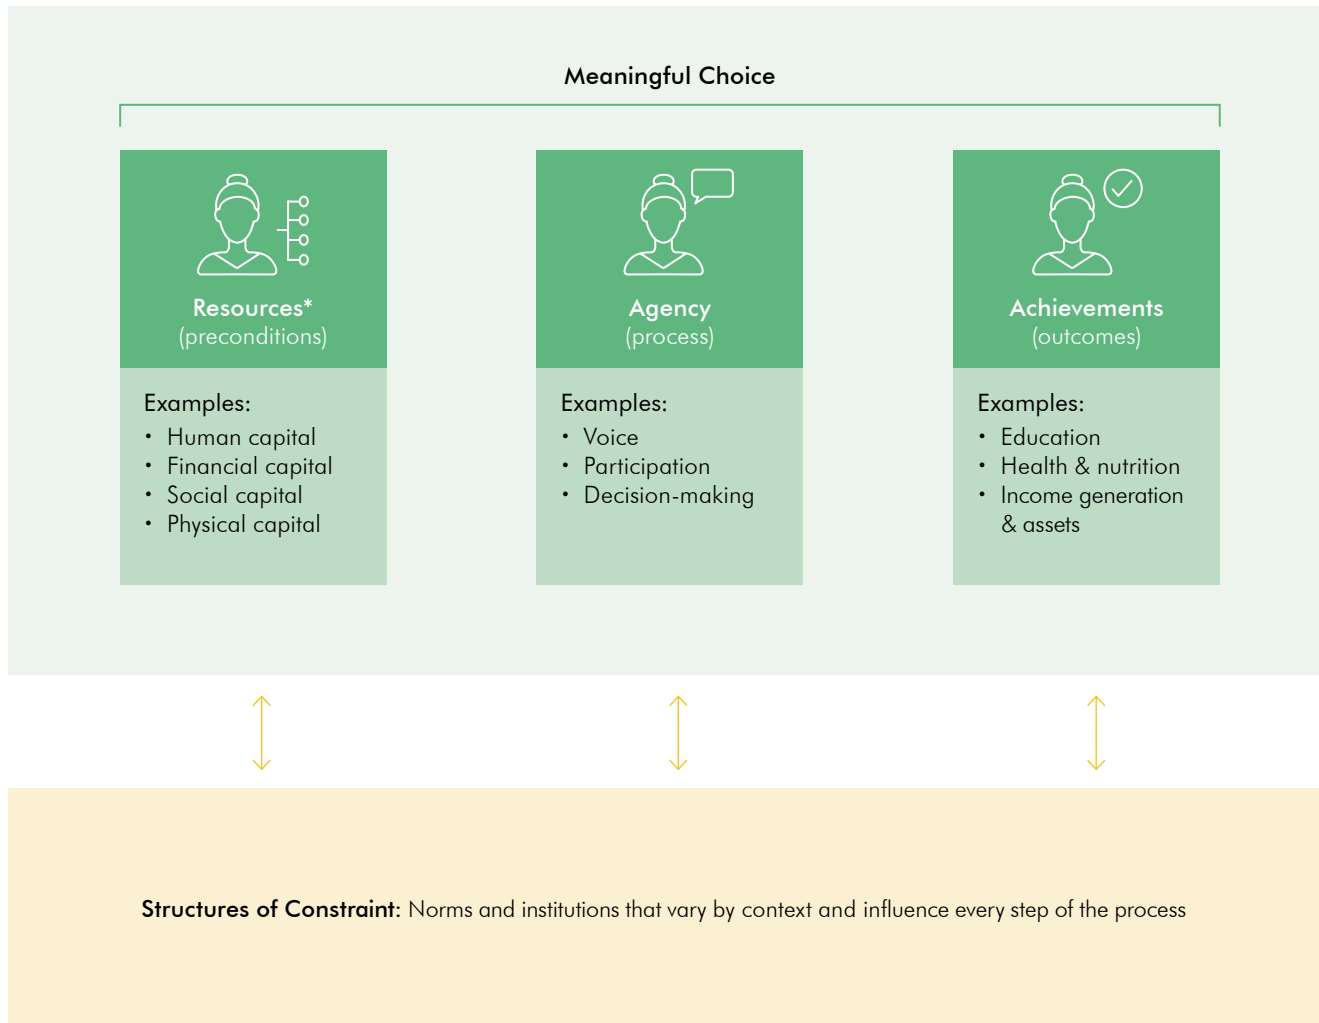 Meaningful Choice
Resources*
(preconditions)
Examples:
• Human capital
• Financial capital
• Social capital
• Physical capital
Agency
(process)
Examples:
• Voice
• Participation
• Decision-making
Achievements
(outcomes)
Examples:
• Education
• Health & nutrition
• Income generation
& assets
Structures of Constraint: Norms and institutions that vary by context and influence every step of the process